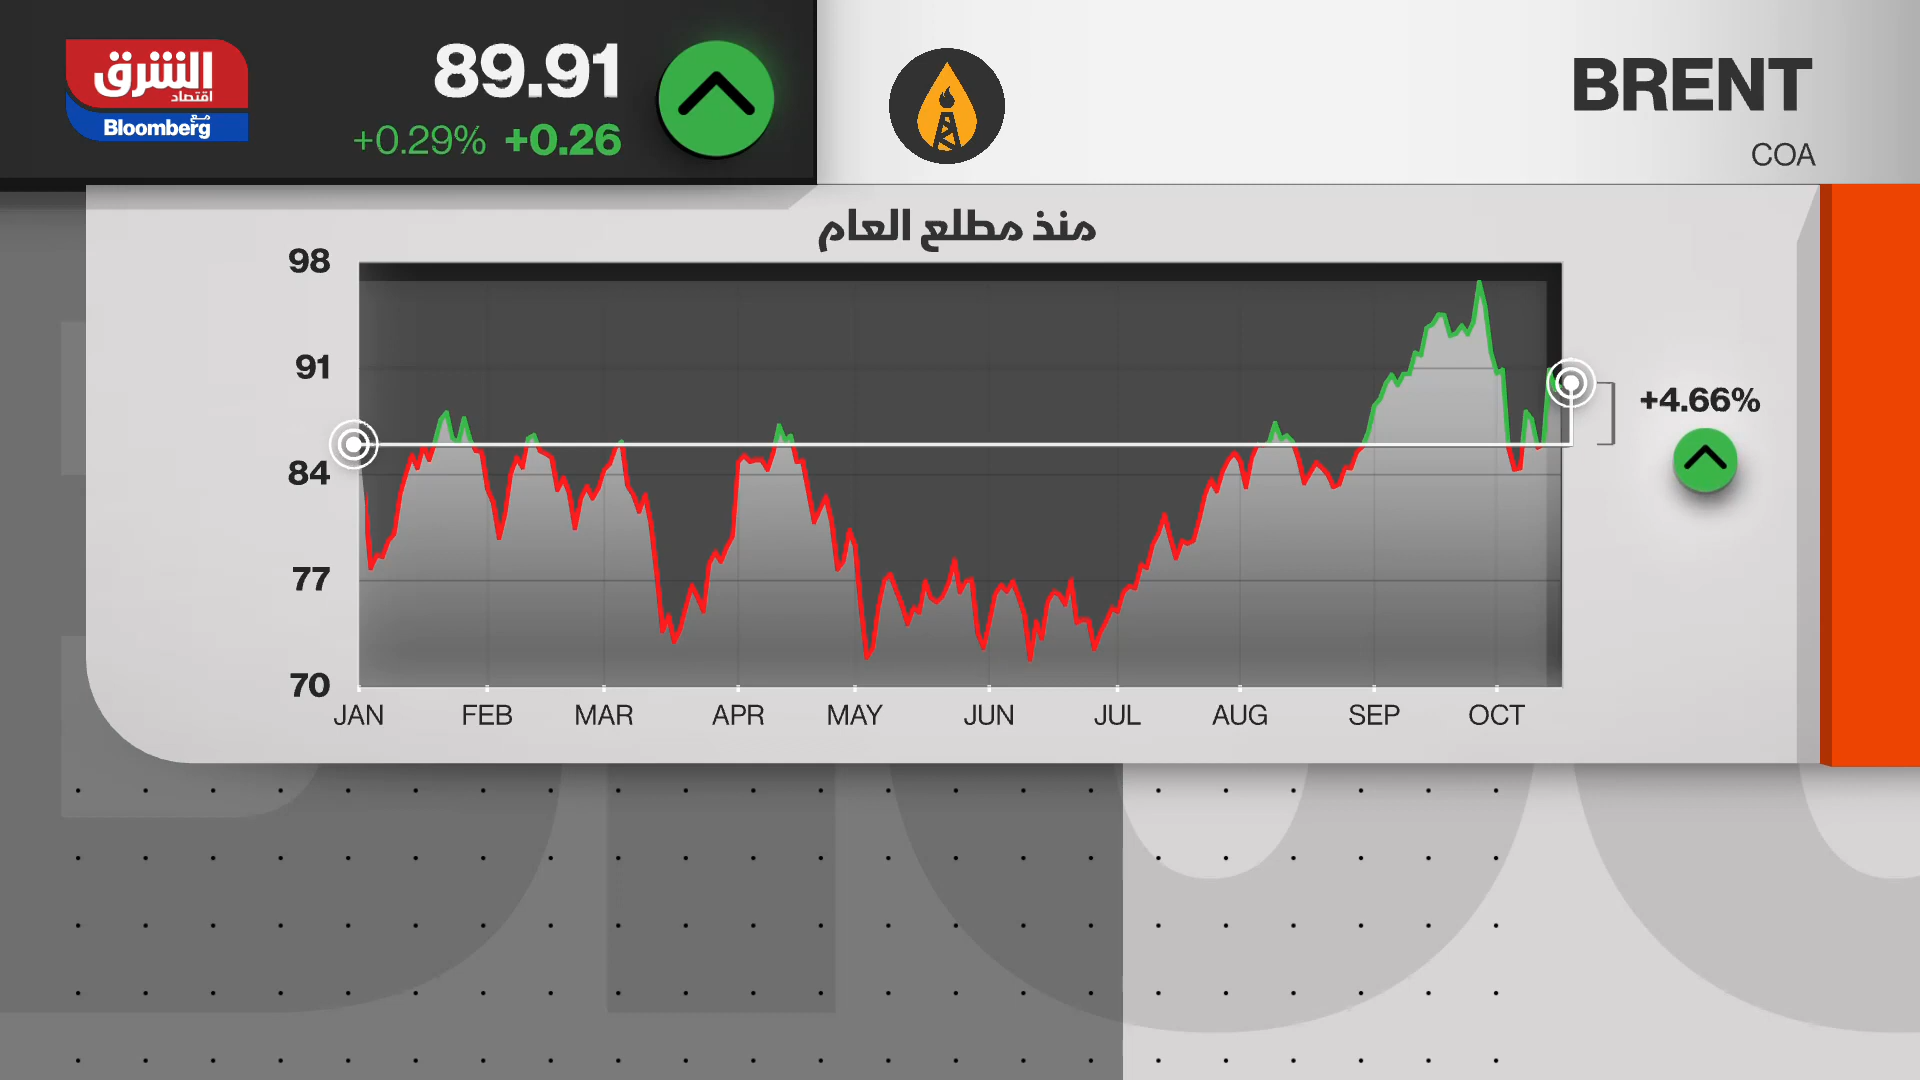 الشرق
اقتصاد
مع
Bloomberg
89.91
+0.29% +0.26
BRENT
COA
منذ مطلع العام
98
91
84
77
70
JAN FEB MAR APR MAY JUN JUL AUG SEP OCT
+4.66%